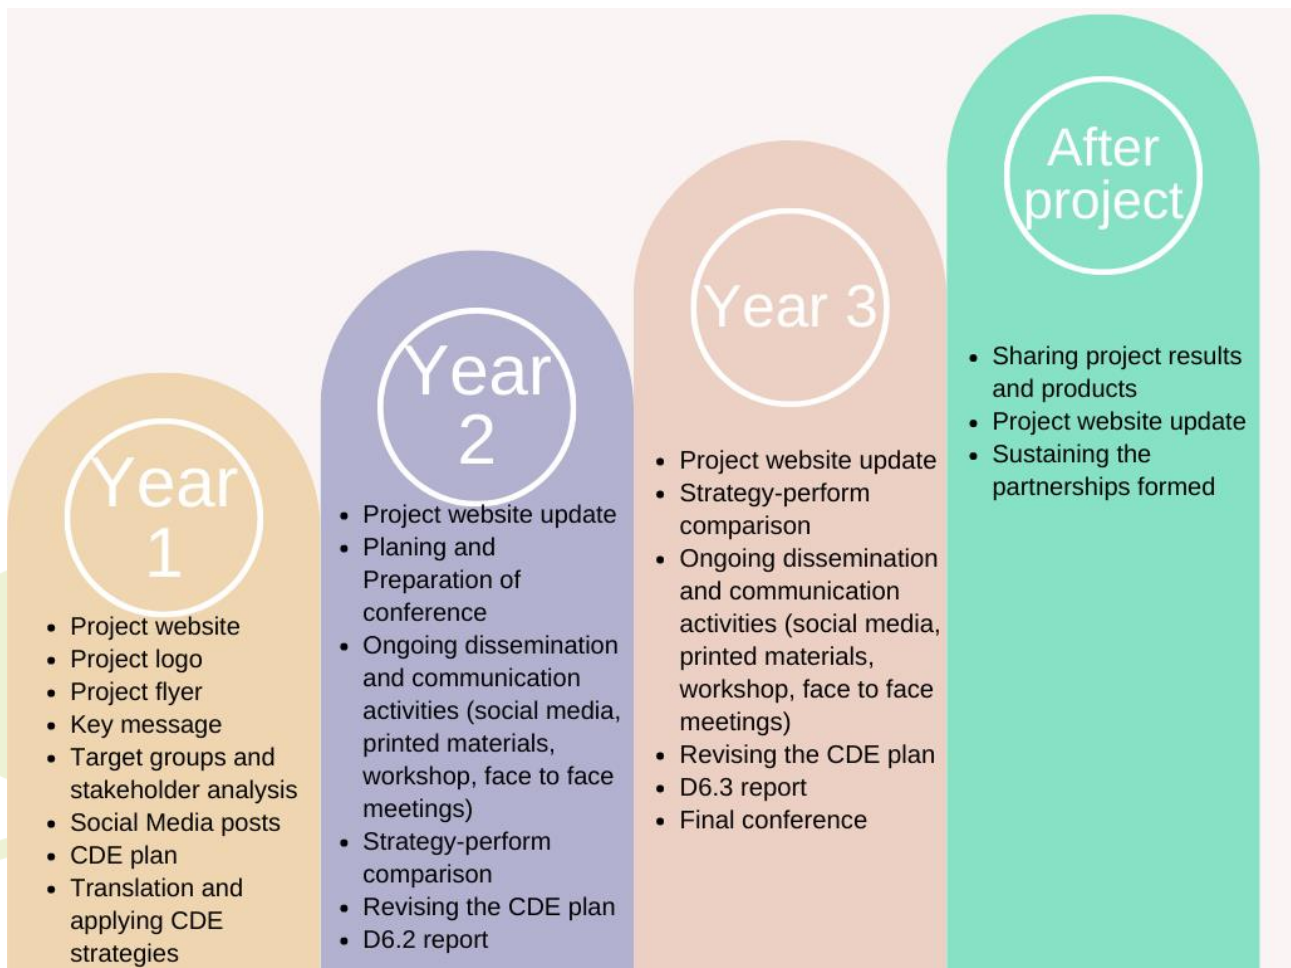 Year
1
• Project website
• Project logo
• Project flyer
• Key message
• Target groups and
stakeholder analysis
• Social Media posts
• CDE plan
• Translation and
applying CDE
strategies
Year
2
• Project website update
• Planing and
Preparation of
conference
• Ongoing dissemination
and communication
activities (social media,
printed materials,
workshop, face to face
meetings)
• Strategy-perform
comparison
• Revising the CDE plan
• D6.2 report
Year 3
• Project website update
• Strategy-perform
comparison
• Ongoing dissemination
and communication
activities (social media,
printed materials,
workshop, face to face
meetings)
• Revising the CDE plan
• D6.3 report
• Final conference
After
project
• Sharing project results
and products
• Project website update
• Sustaining the
partnerships formed